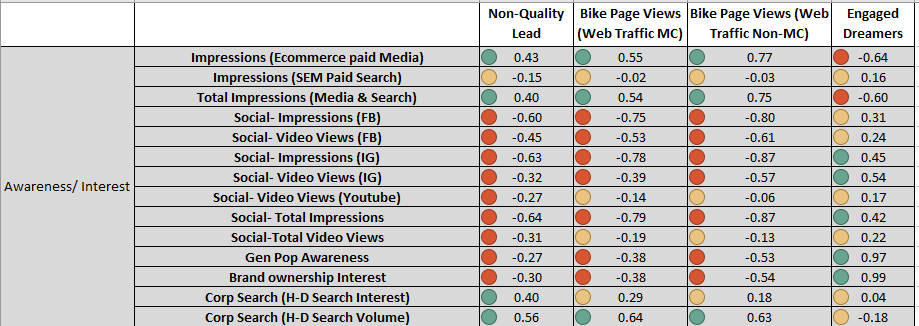 Non-Quality Lead Bike Page Views (Web Traffic MC) Bike Page Views (Web Traffic Non-MC) Engaged Dreamers
Awareness/ Interest
Impressions (Ecommerce paid Media) 0.43 0.55 0.77 -0.64
Impressions (SEM Paid Search) -0.15 -0.02 -0.03 0.16
Total Impressions (Media & Search) 0.40 0.54 0.75 -0.60
Social- Impressions (FB) -0.60 -0.75 -0.80 0.31
Social- Video Views (FB) -0.45 -0.53 -0.61 0.24
Social- Impressions (IG) -0.63 -0.78 -0.87 0.45
Social- Video Views (IG) -0.32 -0.39 -0.57 0.54
Social- Video Views (Youtube) -0.27 -0.14 -0.06 0.17
Social- Total Impressions -0.64 -0.79 -0.87 0.42
Social-Total Video Views -0.31 -0.19 -0.13 0.22
Gen Pop Awareness -0.27 -0.38 -0.53 0.97
Brand ownership Interest -0.30 -0.38 -0.54 0.99
Corp Search (H-D Search Interest) 0.40 0.29 0.18 0.04
Corp Search (H-D Search Volume) 0.56 0.64 0.63 -0.18